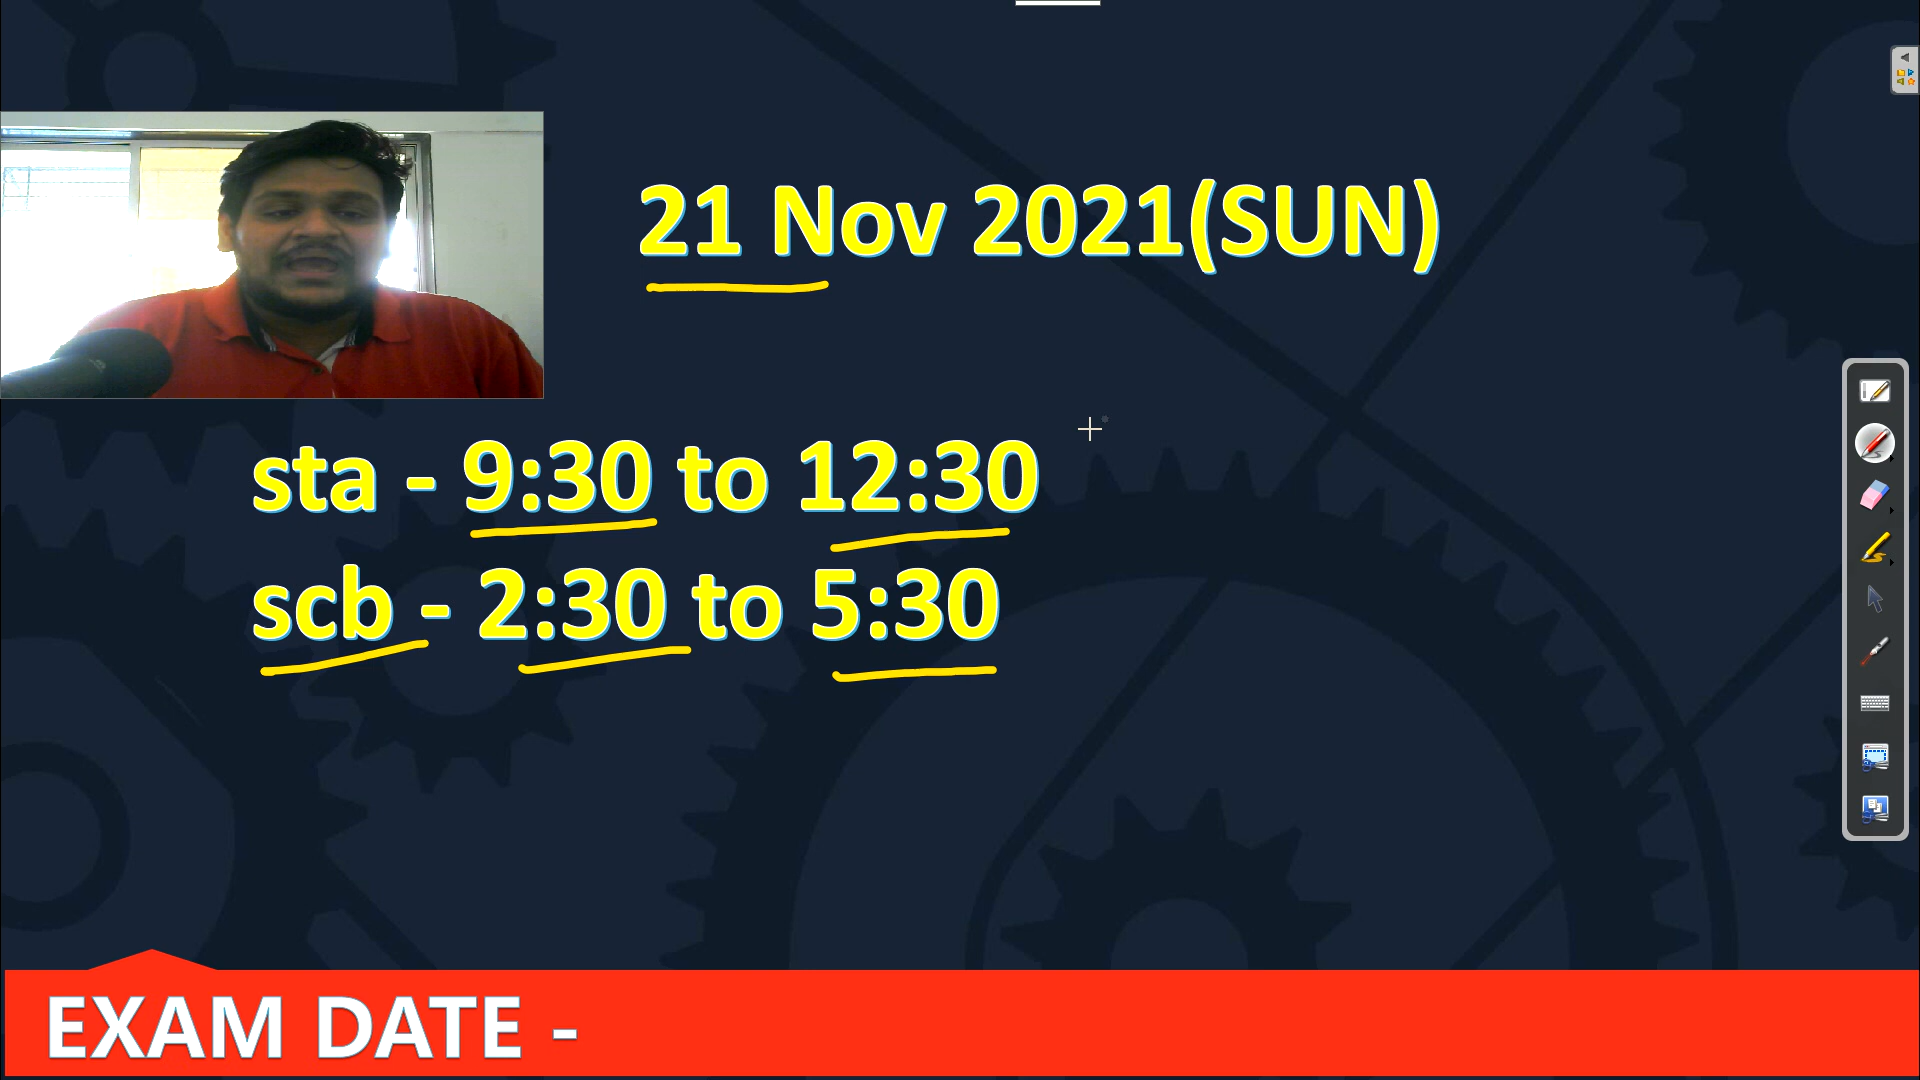 21 Nov 2021(SUN)
sta - 9:30 to 12:30
scb - 2:30 to 5:30
EXAM DATE -